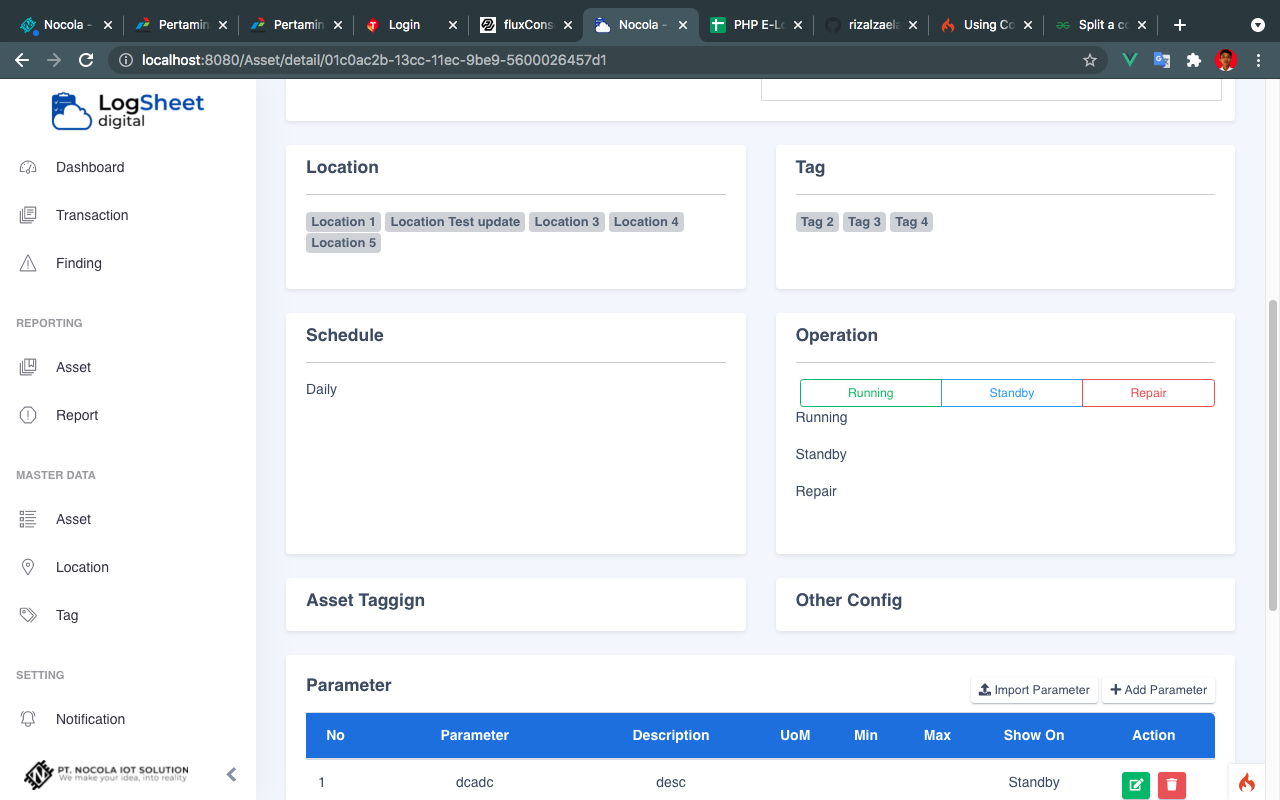 Nocola -
Pertamin
Pertamin
Login
fluxCons
Nocola -
PHP E-Lo
rizalzaela
Using Co
Split a co
localhost:8080/Asset/detail/01c0ac2b-13cc-11ec-9be9-5600026457d1
LogSheet
digital
Dashboard
Transaction
Finding
REPORTING
Asset
Report
MASTER DATA
Asset
Location
Tag
SETTING
Notification
PT. NOCOLA IOT SOLUTION
We make your idea, into reality
Location
Location 1 Location Test update Location 3 Location 4
Location 5
Tag
Tag 2 Tag 3 Tag 4
Schedule
Daily
Operation
Running Standby Repair
Running
Standby
Repair
Asset Taggign
Other Config
Parameter
Import Parameter
Add Parameter
No Parameter Description UoM Min Max Show On Action
1 dcadc desc Standby